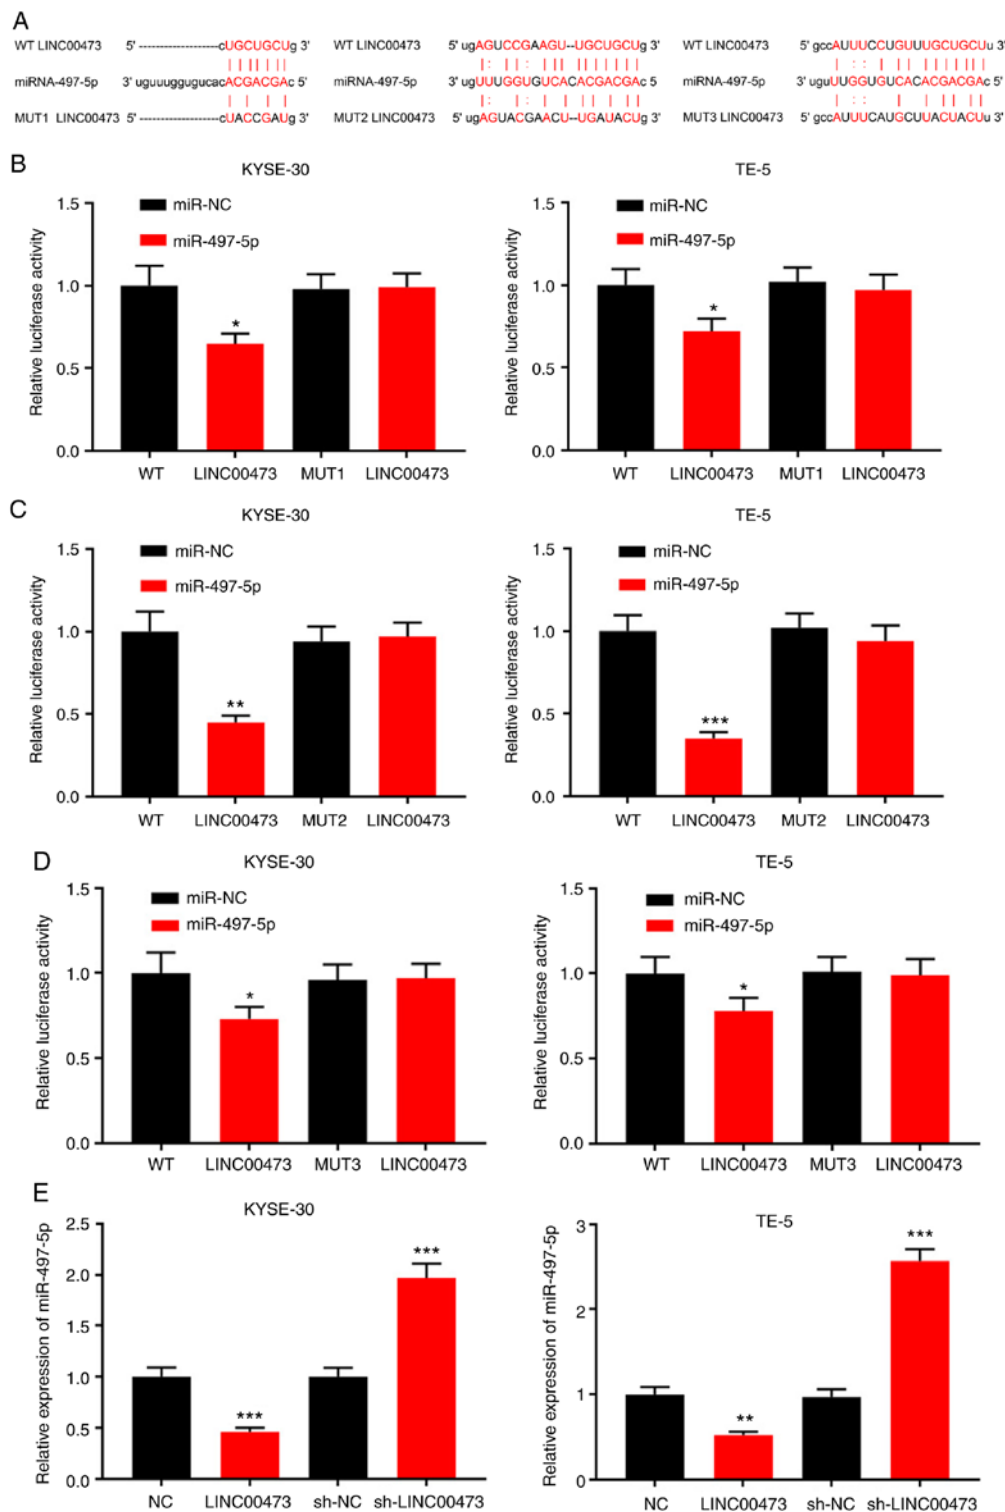 A
WT LINC00473 5' -------------------cUGCUGCUg 3'
miRNA-497-5p 3' uguuuggugucacACGACGAc 5'
MUT1 LINC00473 5' -------------------cUACCGAUg 3'
WT LINC00473 5' ugAGUCCGAAGU--UGCUGCUg 3'
miRNA-497-5p 3' ugUUUGGUGUCACACGACGAc 5'
MUT2 LINC00473 5' ugAGUACGAACU--UGAUACUg 3'
WT LINC00473 5' gccAUUUCCUGUUUGCUGCUu 3'
miRNA-497-5p 3' uguUUGGUGUCACACGACGAc 5'
MUT3 LINC00473 5' gccAUUUCAUGCUUACUACUu 3'
B
KYSE-30
Relative luciferase activity
1.5
1.0
0.5
0.0
miR-NC
miR-497-5p
*
WT LINC00473 MUT1 LINC00473
TE-5
Relative luciferase activity
1.5
1.0
0.5
0.0
miR-NC
miR-497-5p
*
WT LINC00473 MUT1 LINC00473
C
KYSE-30
Relative luciferase activity
1.5
1.0
0.5
0.0
miR-NC
miR-497-5p
**
WT LINC00473 MUT2 LINC00473
TE-5
Relative luciferase activity
1.5
1.0
0.5
0.0
miR-NC
miR-497-5p
***
WT LINC00473 MUT2 LINC00473
D
KYSE-30
Relative luciferase activity
1.5
1.0
0.5
0.0
miR-NC
miR-497-5p
*
WT LINC00473 MUT3 LINC00473
TE-5
Relative luciferase activity
1.5
1.0
0.5
0.0
miR-NC
miR-497-5p
*
WT LINC00473 MUT3 LINC00473
E
KYSE-30
Relative expression of miR-497-5p
2.5
2.0
1.5
1.0
0.5
0.0
***
***
NC LINC00473 sh-NC sh-LINC00473
TE-5
Relative expression of miR-497-5p
3
2
1
0
**
***
NC LINC00473 sh-NC sh-LINC00473